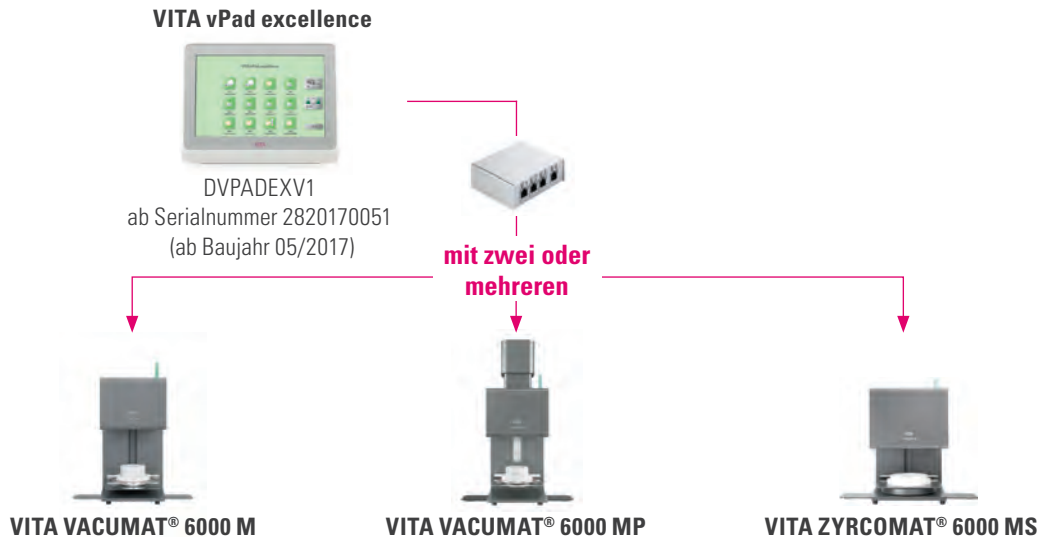 VITA vPad excellence
DVPADEXV1
ab Serialnummer 2820170051
(ab Baujahr 05/2017)
mit zwei oder
mehreren
VITA VACUMAT® 6000 M
VITA VACUMAT® 6000 MP
VITA ZYRCOMAT® 6000 MS